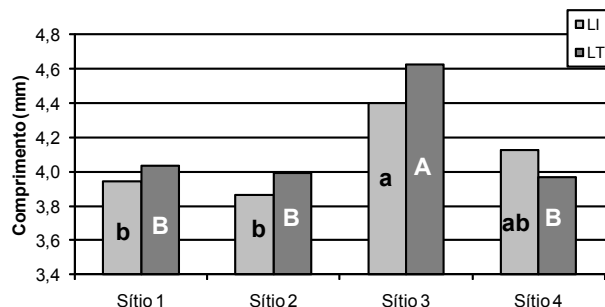 4,8
4,6
4,4
4,2
4,0
3,8
3,6
3,4
Comprimento (mm)
LI
LT
b B b B a A ab B
Sítio 1 Sítio 2 Sítio 3 Sítio 4